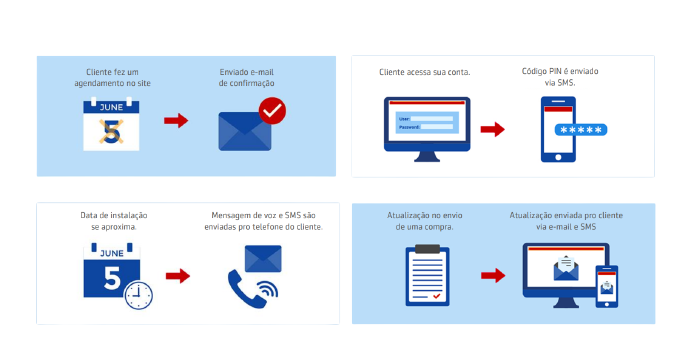 Cliente fez um
agendamento no site
JUNE
5
Enviado e-mail
de confirmação
Cliente acessa sua conta.
User:
Password:
Código PIN é enviado
via SMS.
*****
Data de instalação
se aproxima.
JUNE
5
Mensagem de voz e SMS são
enviadas pro telefone do cliente.
Atualização no envio
de uma compra.
Atualização enviada pro cliente
via e-mail e SMS